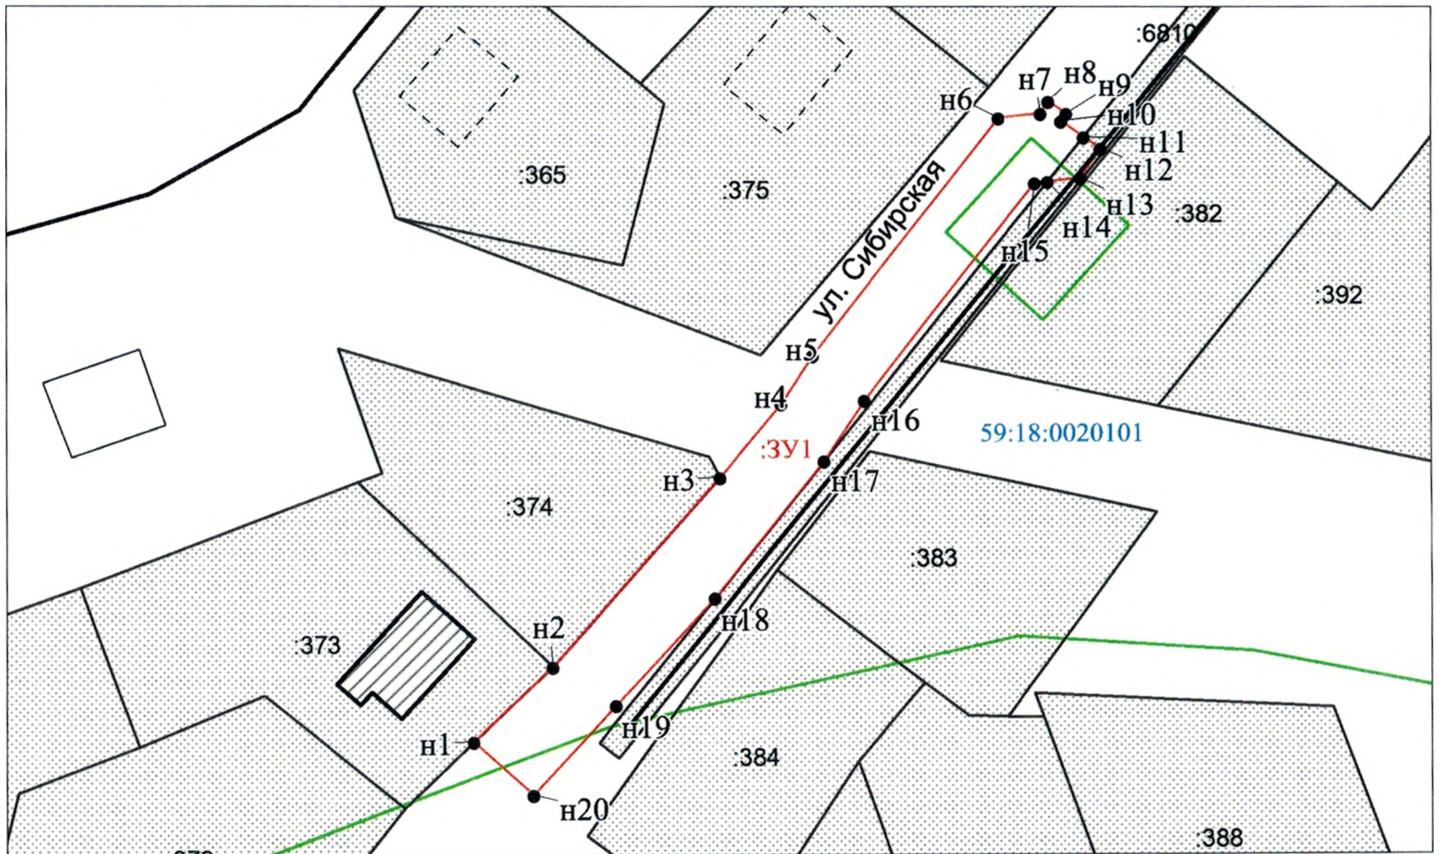 :6810
н8
н7
н9
н6
н10
н11
н12
:365
:375
н13
:382
н14
ул. Сибирская
н15
:392
н5
н4
н16
59:18:0020101
:ЗУ1
н3
н17
:374
:383
н18
н2
:373
н19
н1
:384
н20
:388